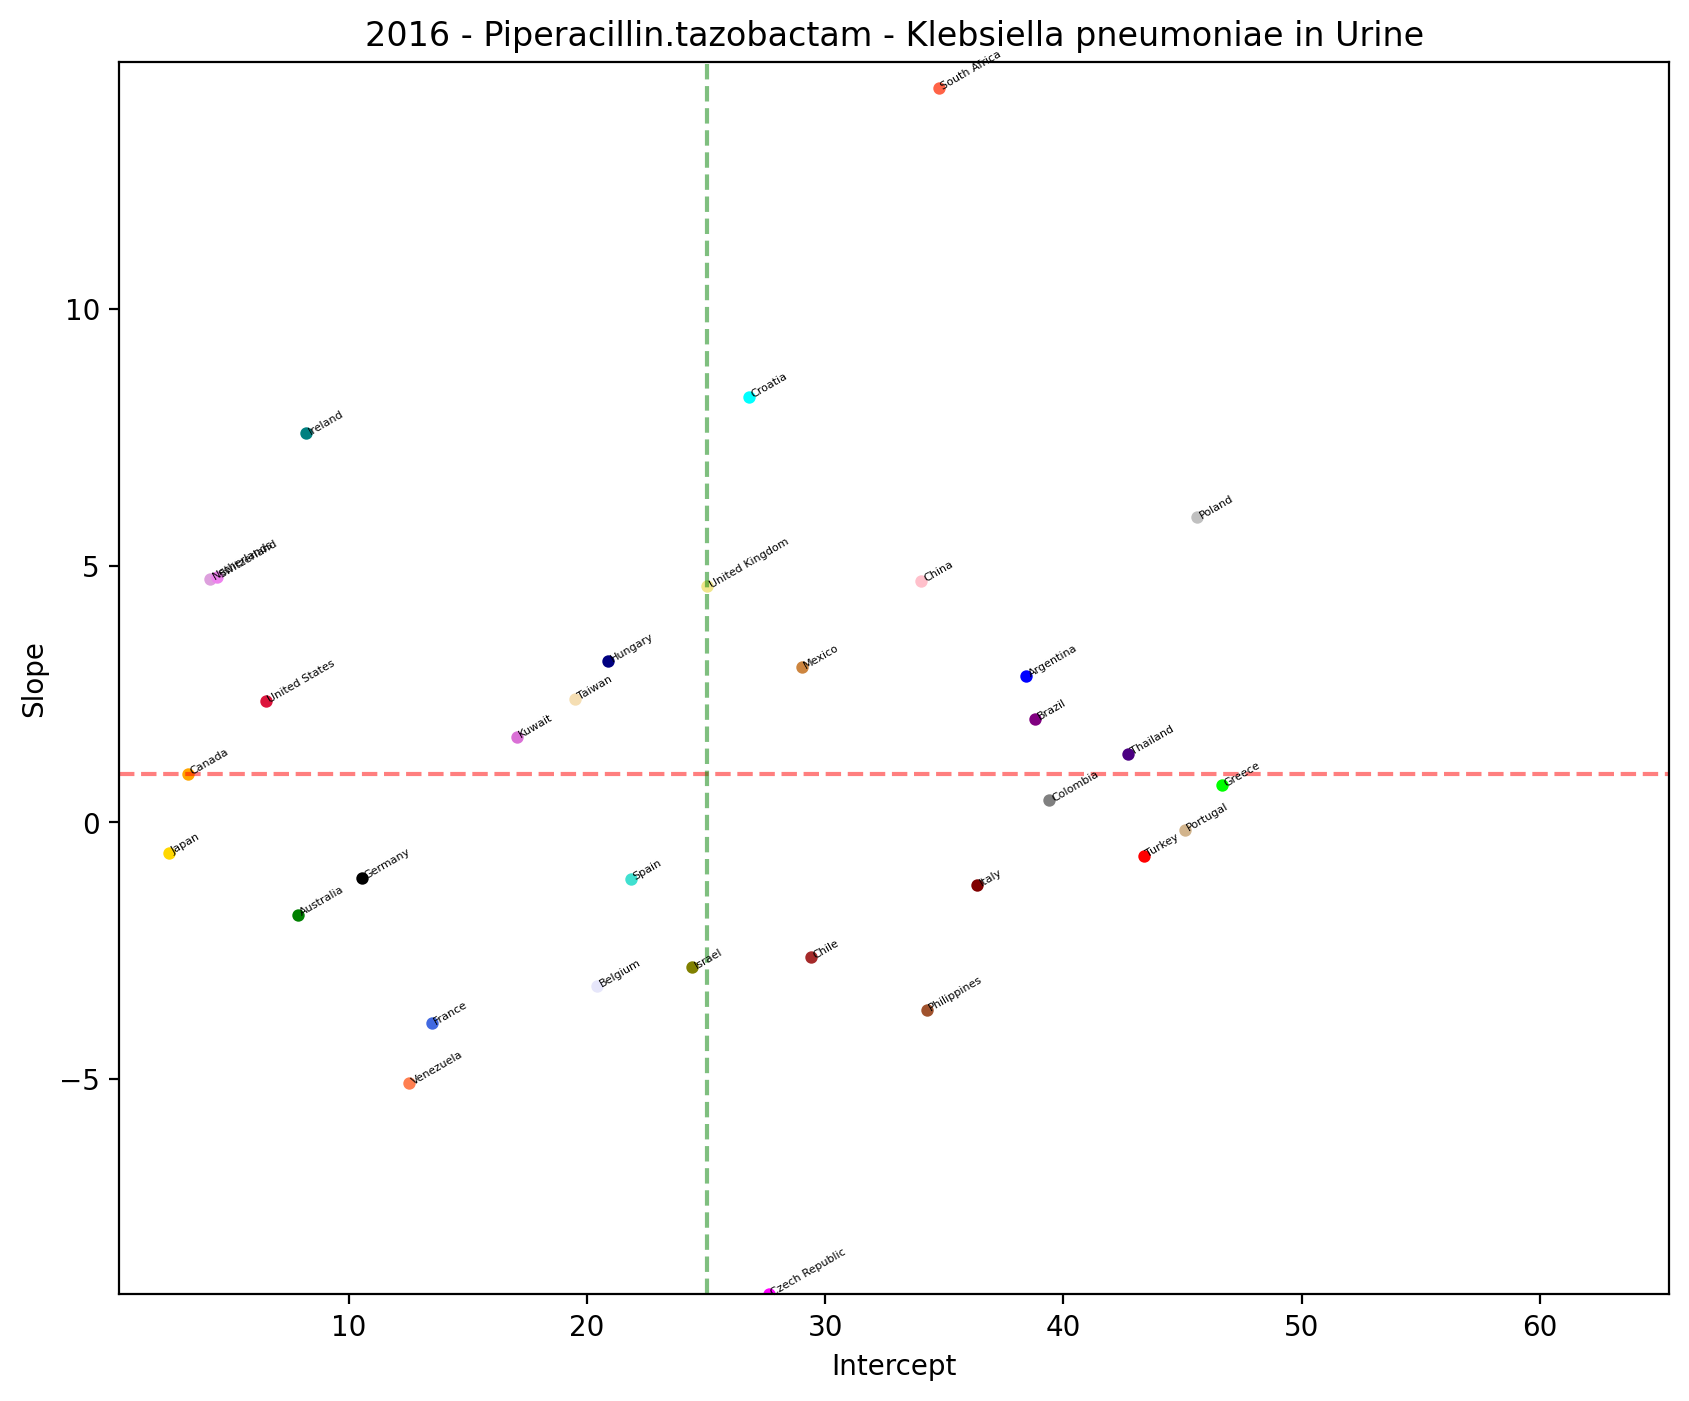 2016 - Piperacillin.tazobactam - Klebsiella pneumoniae in Urine
South Africa
Croatia
Ireland
Poland
Netherlands
Switzerland
United Kingdom
China
Hungary
Mexico
Argentina
United States
Taiwan
Brazil
Kuwait
Thailand
Canada
Greece
Colombia
Portugal
Japan
Turkey
Germany
Spain
Italy
Australia
Chile
Israel
Belgium
Philippines
France
Venezuela
Czech Republic
Slope
10
5
0
−5
10 20 30 40 50 60
Intercept